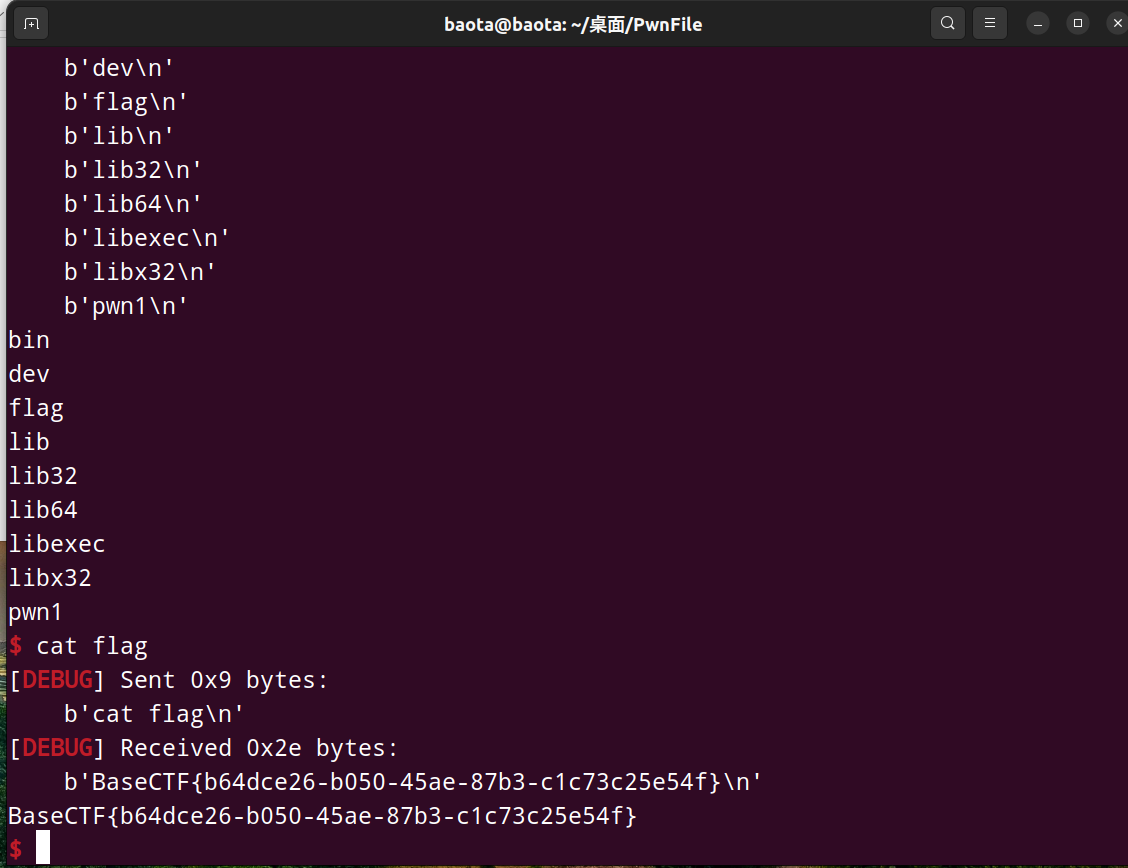 baota@baota: ~/桌面/PwnFile
b'dev\n'
b'flag\n'
b'lib\n'
b'lib32\n'
b'lib64\n'
b'libexec\n'
b'libx32\n'
b'pwn1\n'
bin
dev
flag
lib
lib32
lib64
libexec
libx32
pwn1
$ cat flag
[DEBUG] Sent 0x9 bytes:
b'cat flag\n'
[DEBUG] Received 0x2e bytes:
b'BaseCTF{b64dce26-b050-45ae-87b3-c1c73c25e54f}\n'
BaseCTF{b64dce26-b050-45ae-87b3-c1c73c25e54f}
$